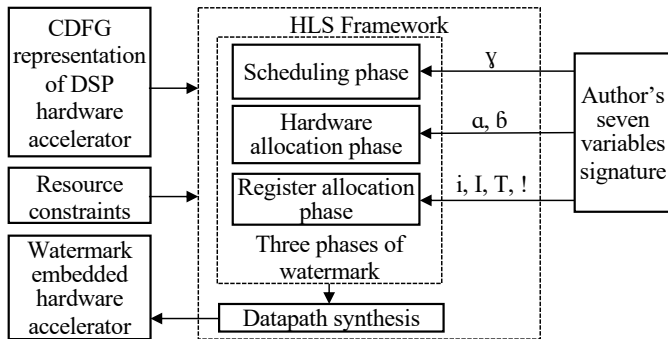 CDFG
representation
of DSP
hardware
accelerator
Resource
constraints
Watermark
embedded
hardware
accelerator
HLS Framework
Scheduling phase
Hardware
allocation phase
Register allocation
phase
Three phases of
watermark
Datapath synthesis
ɣ
ɑ, ɓ
i, I, T, !
Author's
seven
variables
signature